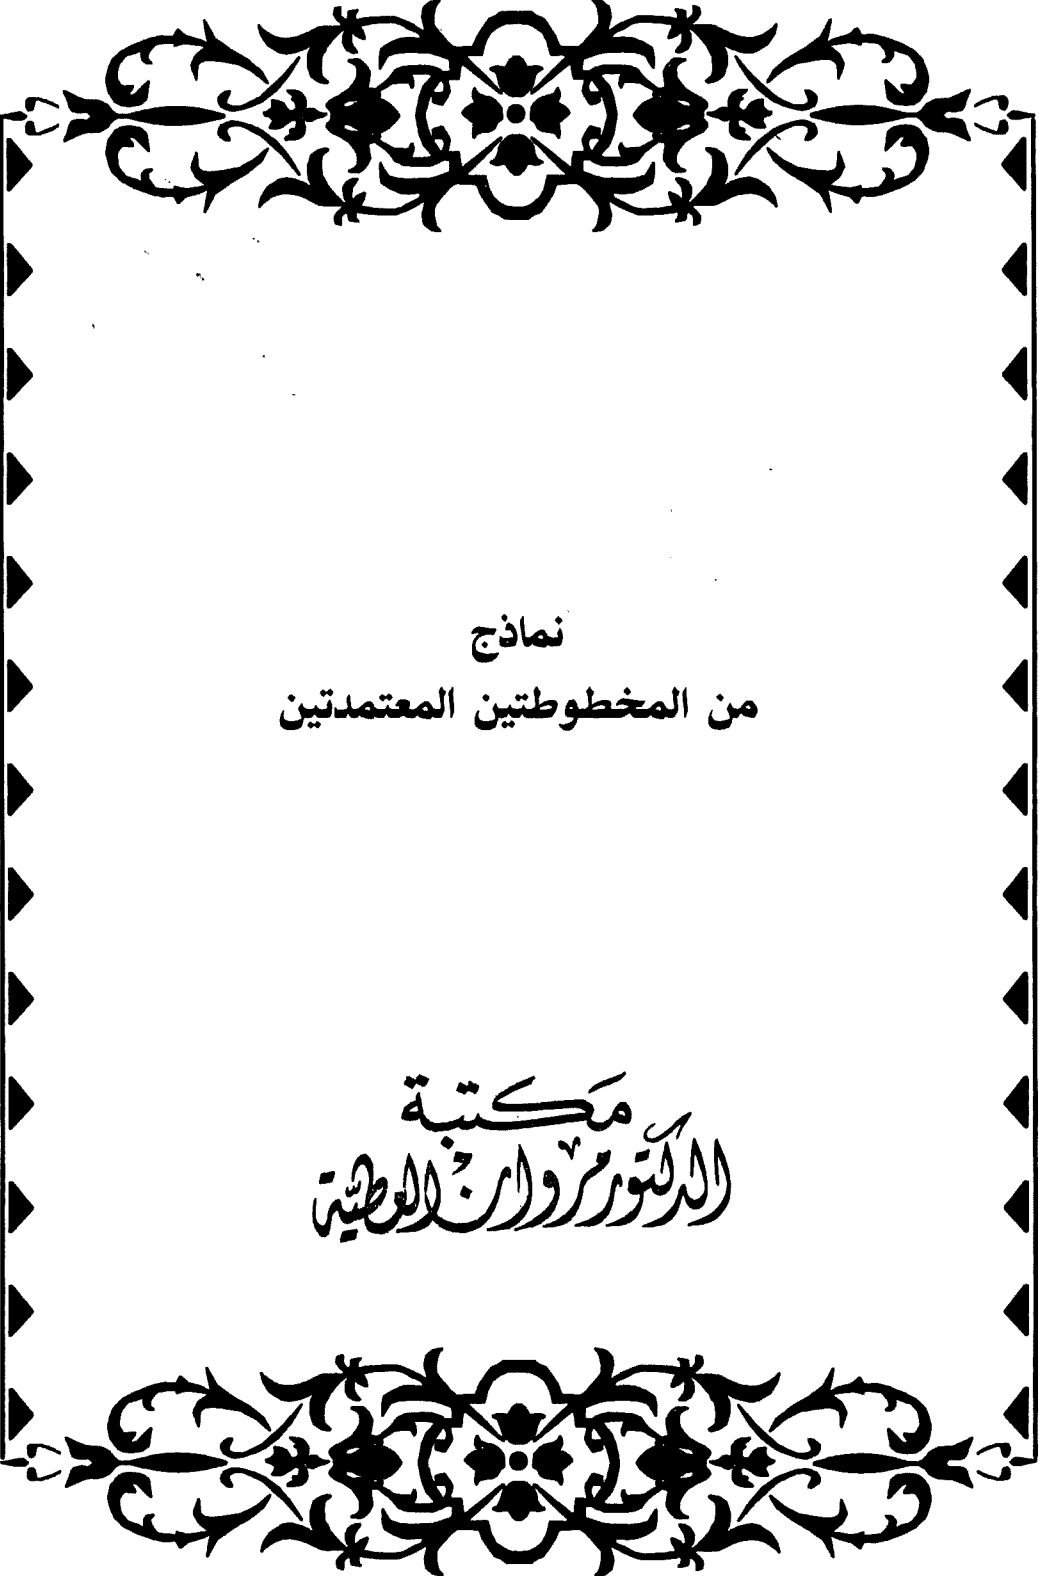 نماذج
من المخطوطتين المعتمدتين
مكتبة
الدكتور مروان العطية